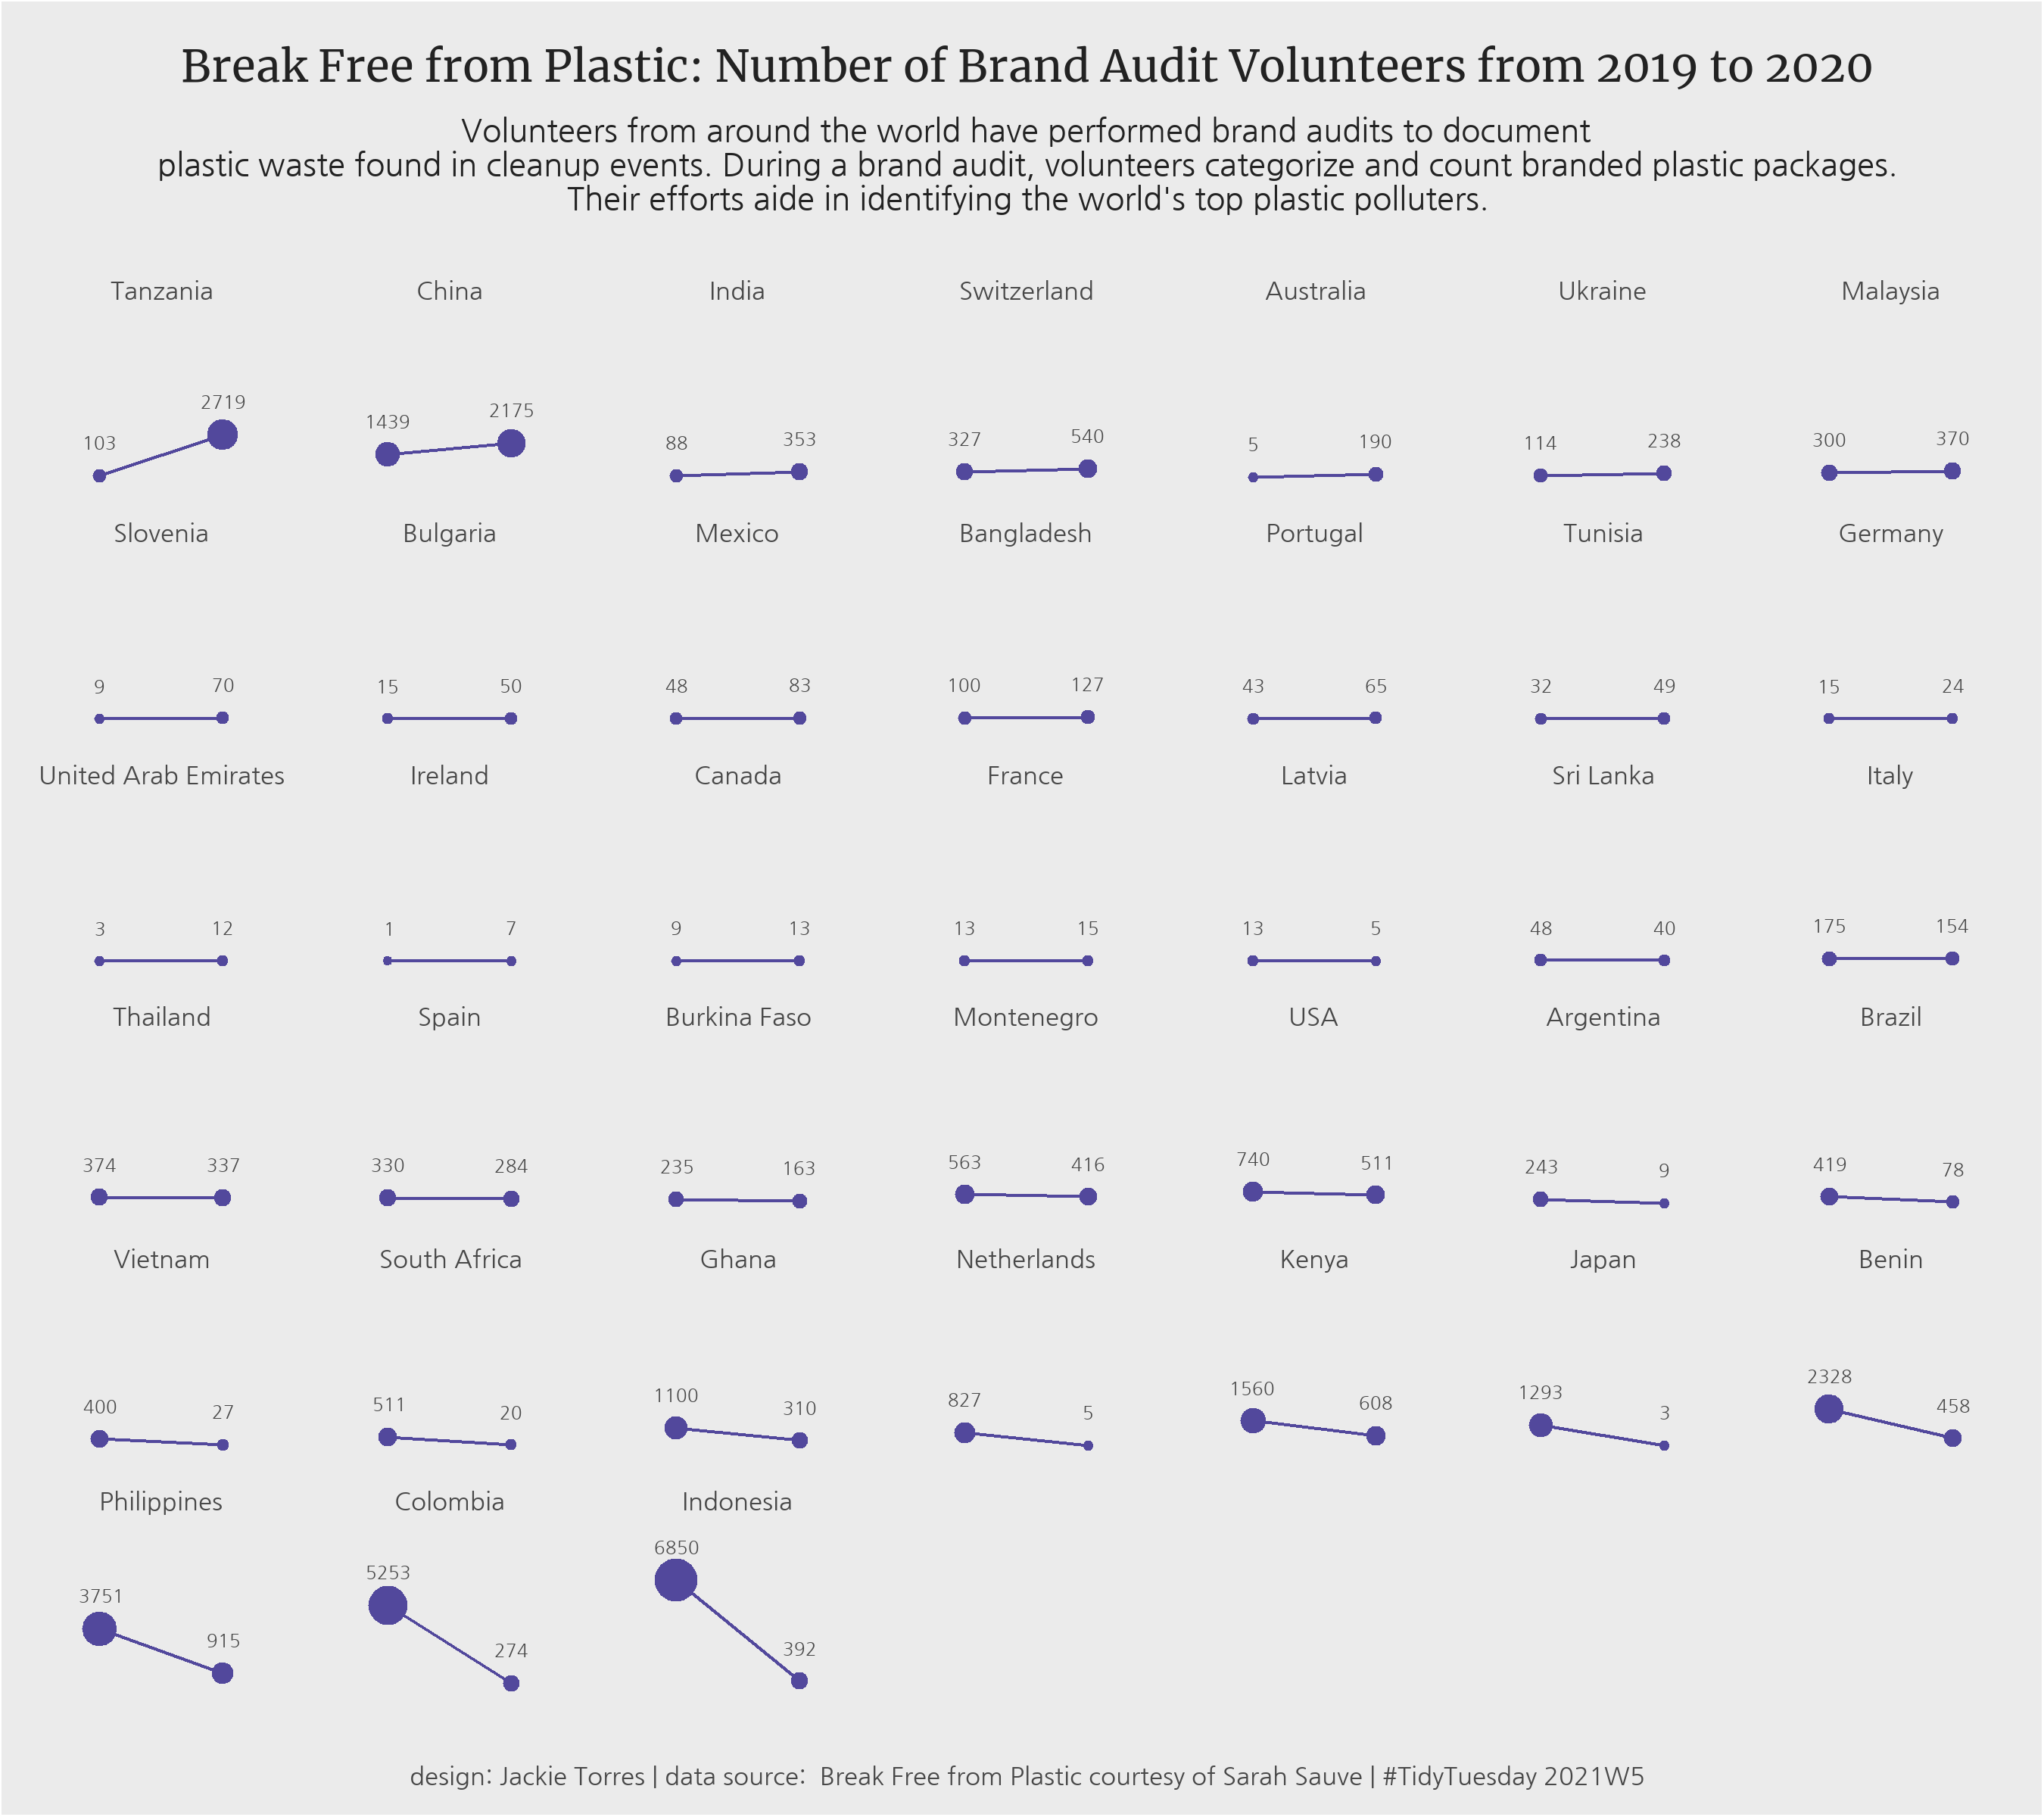 Break Free from Plastic: Number of Brand Audit Volunteers from 2019 to 2020
Volunteers from around the world have performed brand audits to document
plastic waste found in cleanup events. During a brand audit, volunteers categorize and count branded plastic packages.
Their efforts aide in identifying the world's top plastic polluters.
Tanzania China India Switzerland Australia Ukraine Malaysia
103 2719 1439 2175 88 353 327 540 5 190 114 238 300 370
Slovenia Bulgaria Mexico Bangladesh Portugal Tunisia Germany
9 70 15 50 48 83 100 127 43 65 32 49 15 24
United Arab Emirates Ireland Canada France Latvia Sri Lanka Italy
3 12 1 7 9 13 13 15 13 5 48 40 175 154
Thailand Spain Burkina Faso Montenegro USA Argentina Brazil
374 337 330 284 235 163 563 416 740 511 243 9 419 78
Vietnam South Africa Ghana Netherlands Kenya Japan Benin
400 27 511 20 1100 310 827 5 1560 608 1293 3 2328 458
Philippines Colombia Indonesia
3751 915 5253 274 6850 392
design: Jackie Torres | data source:  Break Free from Plastic courtesy of Sarah Sauve | #TidyTuesday 2021W5